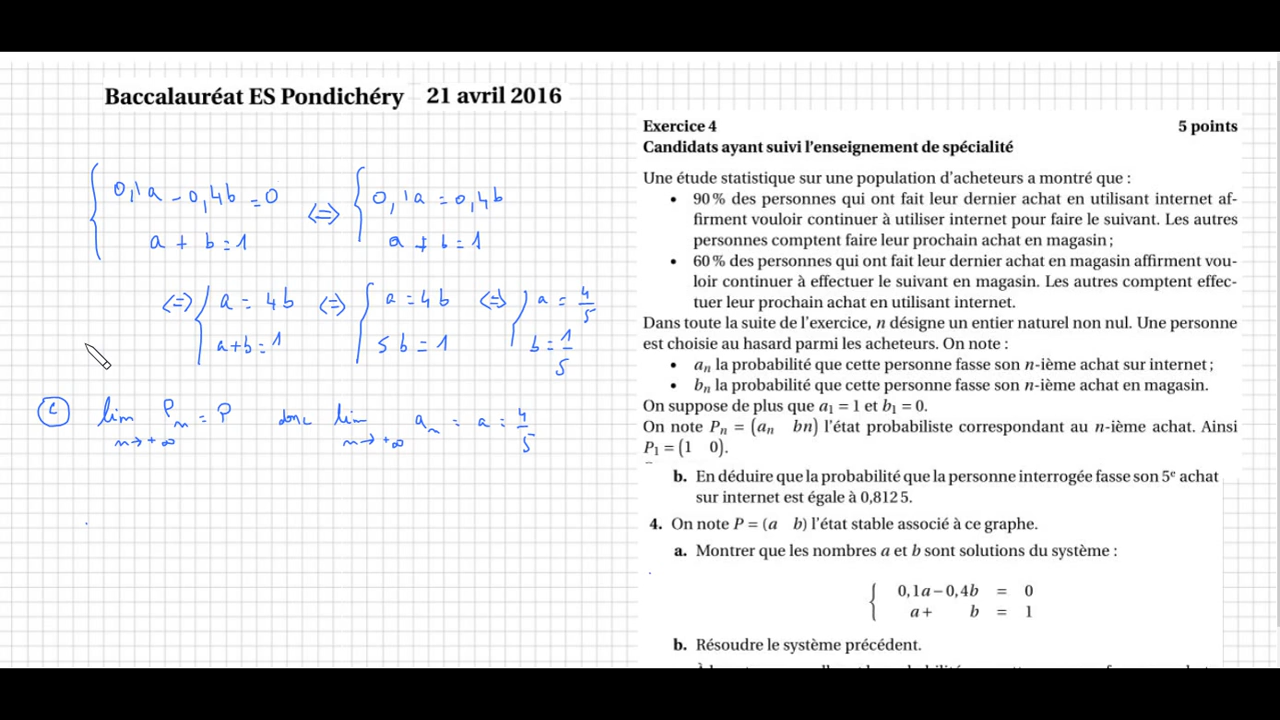 Baccalauréat ES Pondichéry 21 avril 2016
{ 0,1a - 0,4b = 0 <=> { 0,1a = 0,4b
a + b = 1 a + b = 1
<=> { a = 4b <=> { a = 4b <=> { a = 4/5
a+b = 1 5b = 1 b = 1/5
c lim Pn = P donc lim an = a = 4/5
n→+∞ n→+∞
Exercice 4 5 points
Candidats ayant suivi l'enseignement de spécialité
Une étude statistique sur une population d'acheteurs a montré que :
• 90 % des personnes qui ont fait leur dernier achat en utilisant internet af-
firment vouloir continuer à utiliser internet pour faire le suivant. Les autres
personnes comptent faire leur prochain achat en magasin ;
• 60 % des personnes qui ont fait leur dernier achat en magasin affirment vou-
loir continuer à effectuer le suivant en magasin. Les autres comptent effec-
tuer leur prochain achat en utilisant internet.
Dans toute la suite de l'exercice, n désigne un entier naturel non nul. Une personne
est choisie au hasard parmi les acheteurs. On note :
• an la probabilité que cette personne fasse son n-ième achat sur internet ;
• bn la probabilité que cette personne fasse son n-ième achat en magasin.
On suppose de plus que a1 = 1 et b1 = 0.
On note Pn = (an bn) l'état probabiliste correspondant au n-ième achat. Ainsi
P1 = (1 0).
b. En déduire que la probabilité que la personne interrogée fasse son 5e achat
sur internet est égale à 0,812 5.
4. On note P = (a b) l'état stable associé à ce graphe.
a. Montrer que les nombres a et b sont solutions du système :
{ 0,1a − 0,4b = 0
a + b = 1
b. Résoudre le système précédent.